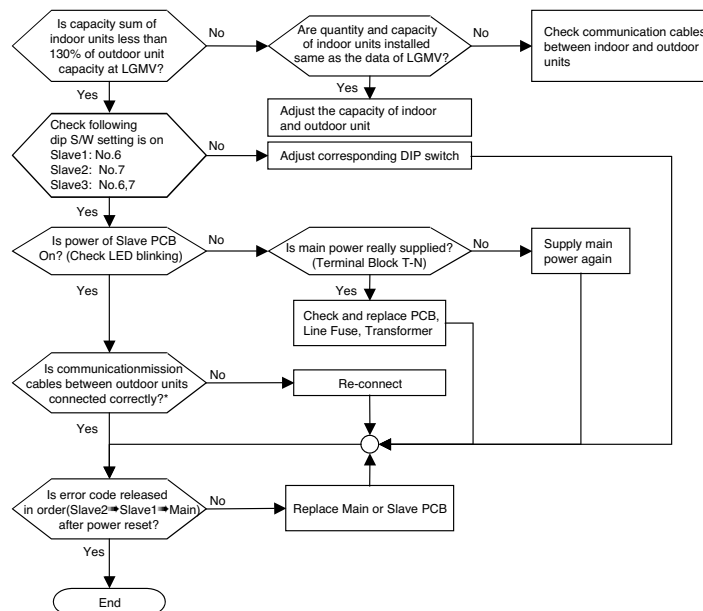 Is capacity sum of
indoor units less than
130% of outdoor unit
capacity at LGMV?
No
Are quantity and capacity
of indoor units installed
same as the data of LGMV?
No
Check communication cables
between indoor and outdoor
units
Yes
Yes
Adjust the capacity of indoor
and outdoor unit
Check following
dip S/W setting is on
Slave1: No.6
Slave2: No.7
Slave3: No.6,7
No
Adjust corresponding DIP switch
Yes
Is power of Slave PCB
On? (Check LED blinking)
No
Is main power really supplied?
(Terminal Block T-N)
No
Supply main
power again
Yes
Yes
Check and replace PCB,
Line Fuse, Transformer
Is communicationmission
cables between outdoor units
connected correctly?*
No
Re-connect
Yes
Is error code released
in order(Slave2➠Slave1➠Main)
after power reset?
No
Replace Main or Slave PCB
Yes
End